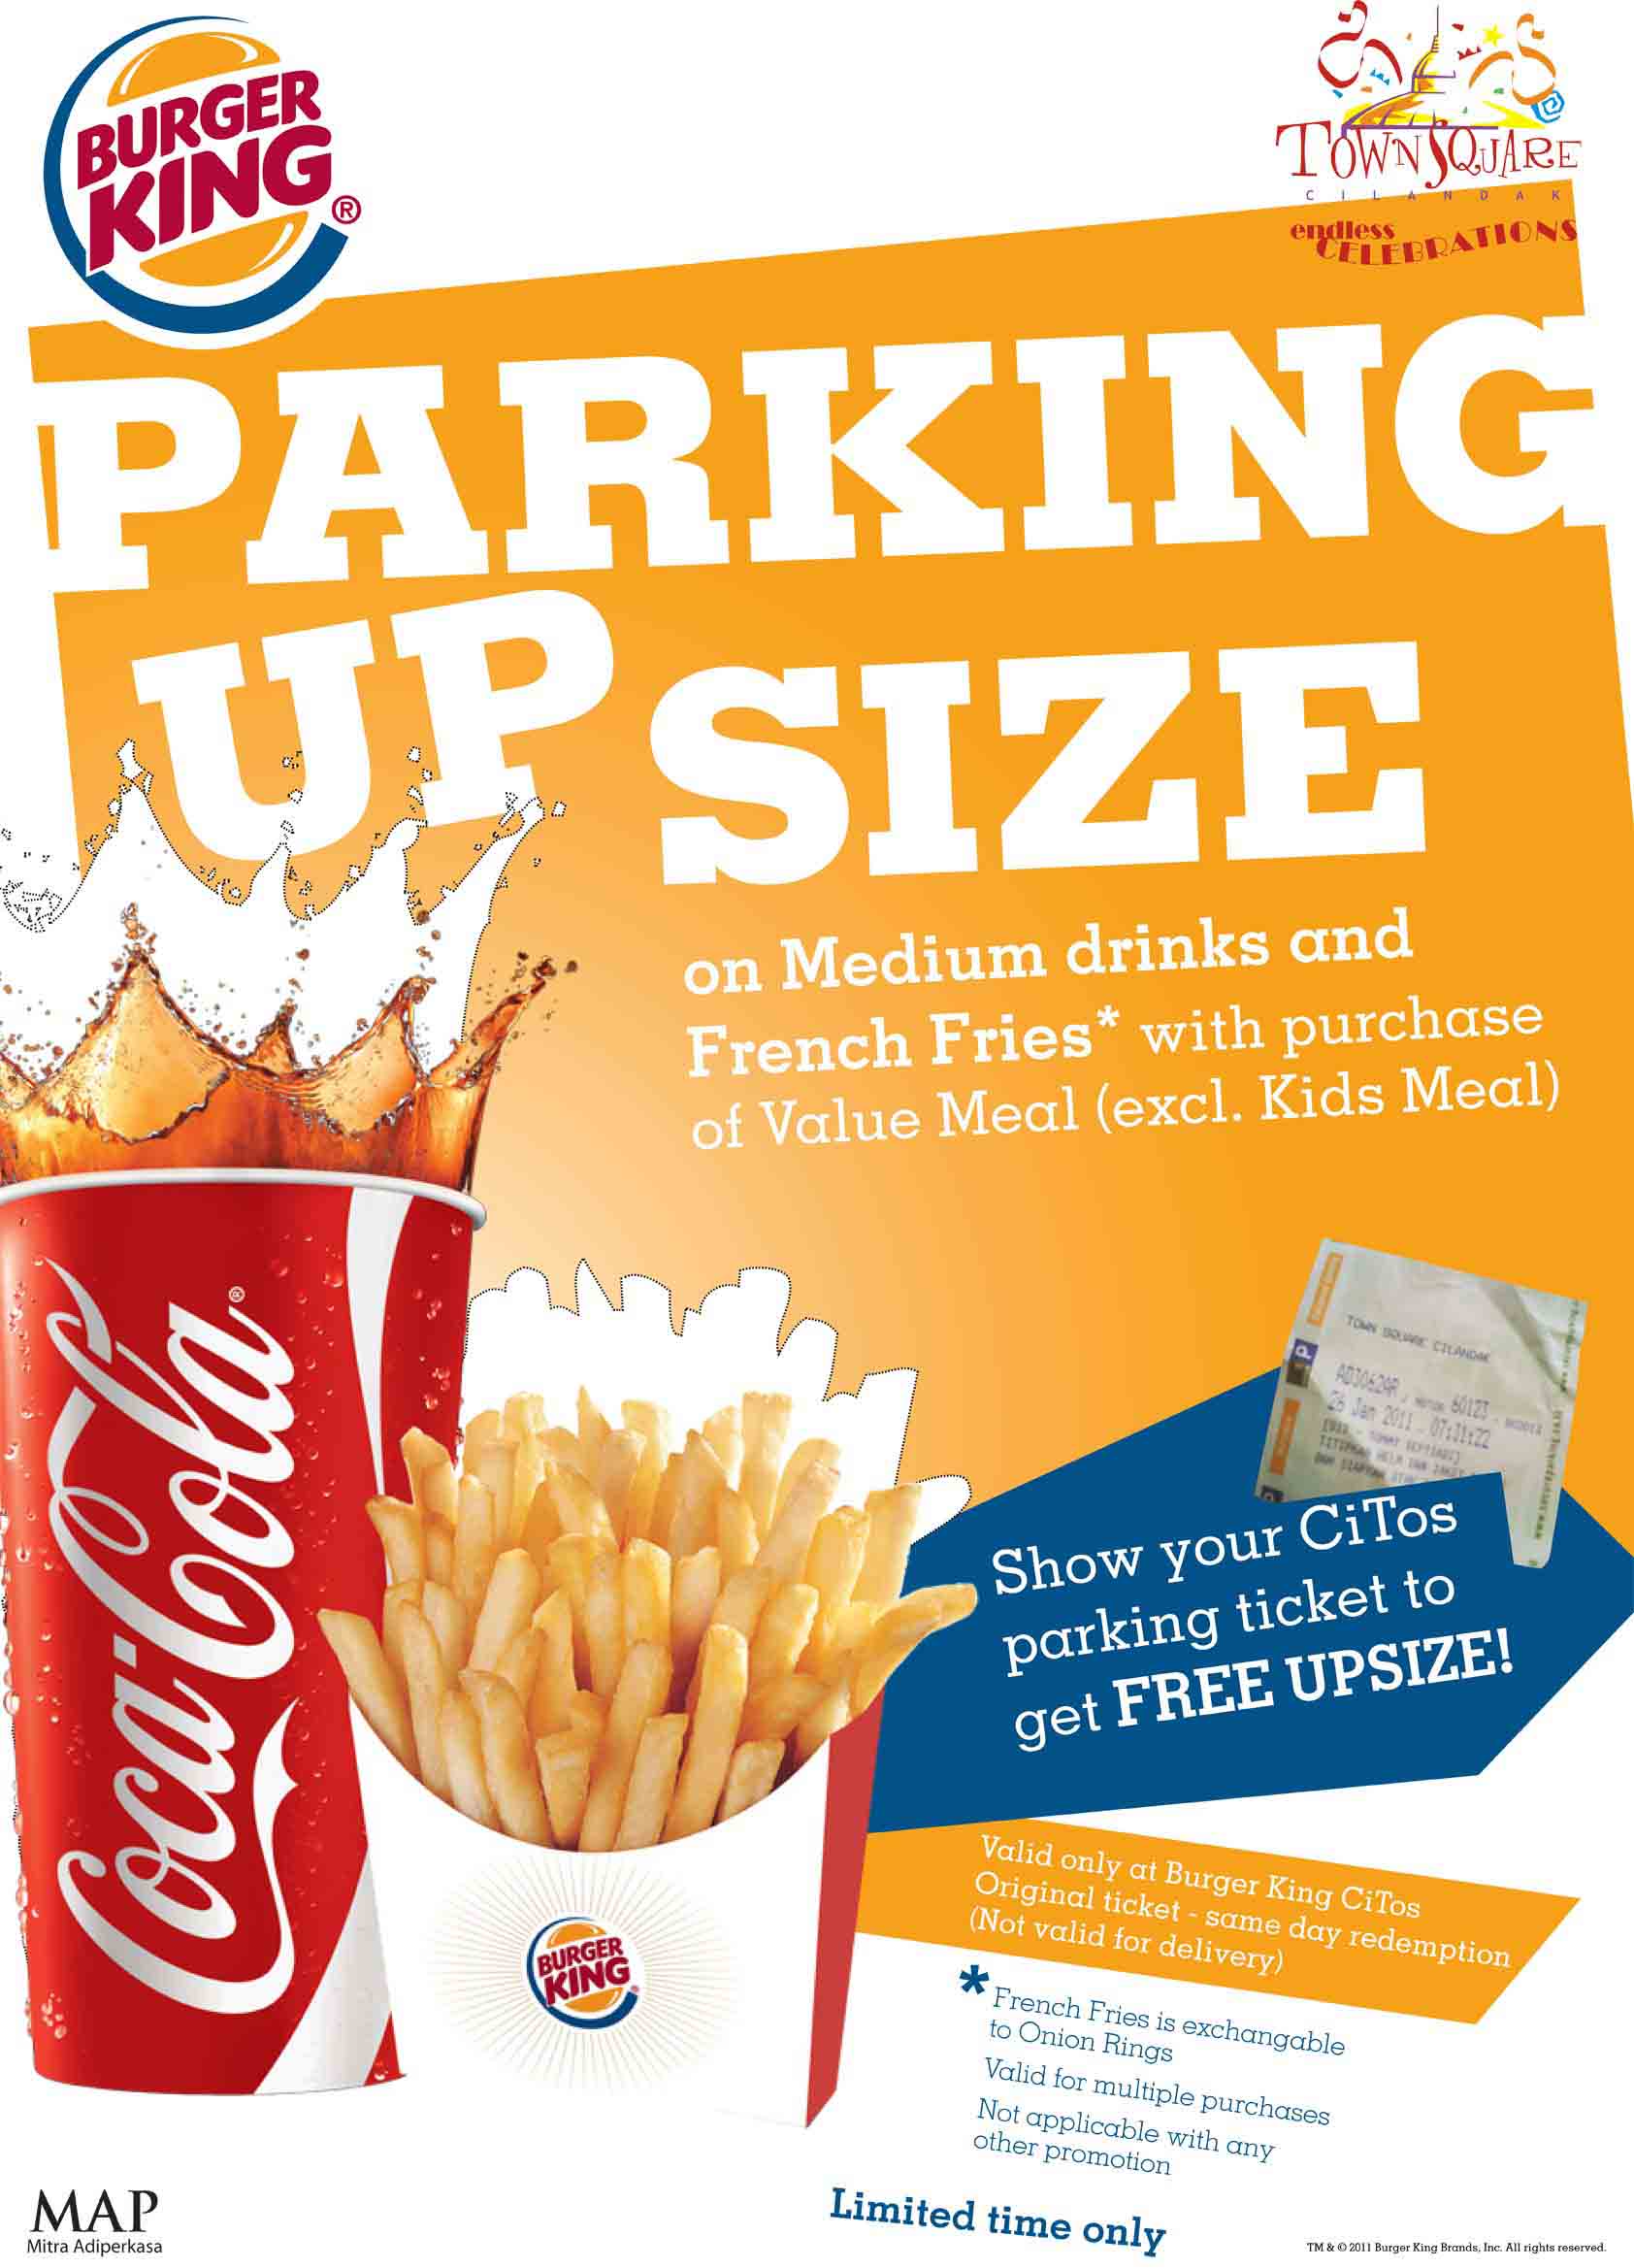 BURGER
KING®
TOWN SQUARE
CILANDAK
endless
CELEBRATIONS
PARKING
UPSIZE
on Medium drinks and
French Fries* with purchase
of Value Meal (excl. Kids Meal)
Coca-Cola®
TOWN SQUARE CILANDAK
26 Jan 2011 - 07:11:22
Show your CiTos
parking ticket to
get FREE UPSIZE!
Valid only at Burger King CiTos
Original ticket - same day redemption
(Not valid for delivery)
BURGER
KING
* French Fries is exchangable
to Onion Rings
Valid for multiple purchases
Not applicable with any
other promotion
Limited time only
MAP
Mitra Adiperkasa
TM & © 2011 Burger King Brands, Inc. All rights reserved.